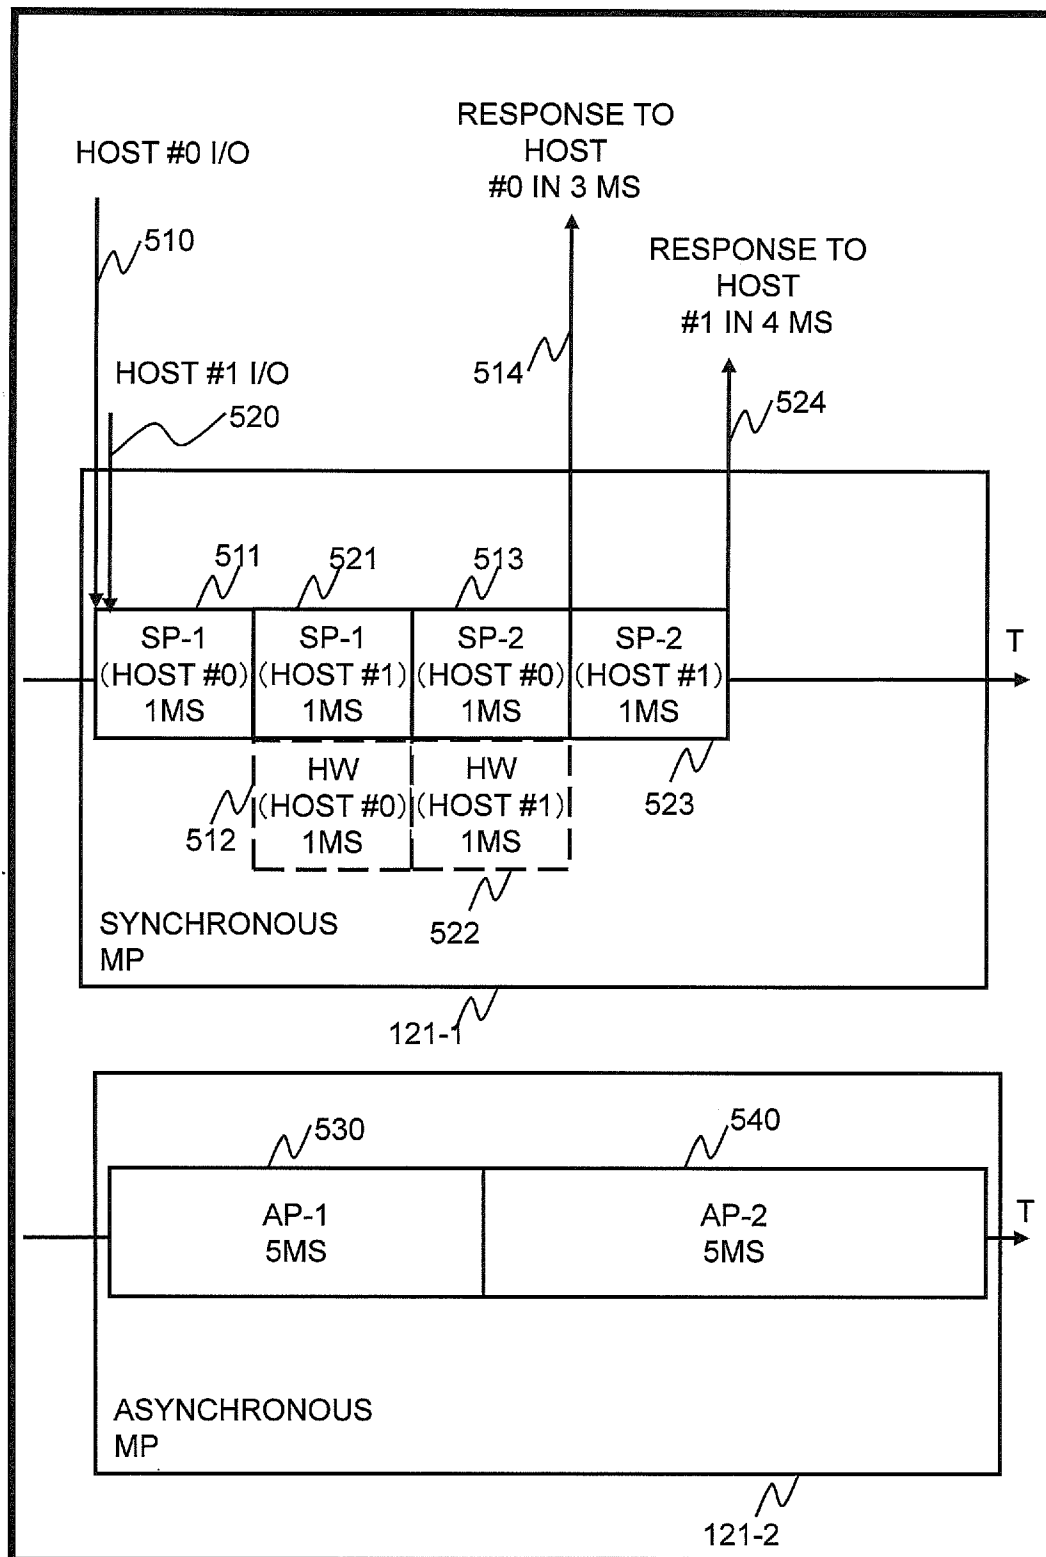 RESPONSE TO
HOST
#0 IN 3 MS
HOST #0 I/O
510
RESPONSE TO
HOST
#1 IN 4 MS
514
HOST #1 I/O
520
524
511
521
513
SP-1
(HOST #0)
1MS
SP-1
(HOST #1)
1MS
SP-2
(HOST #0)
1MS
SP-2
(HOST #1)
1MS
T
HW
(HOST #0)
1MS
HW
(HOST #1)
1MS
512
523
522
SYNCHRONOUS
MP
121-1
530
540
AP-1
5MS
AP-2
5MS
T
ASYNCHRONOUS
MP
121-2